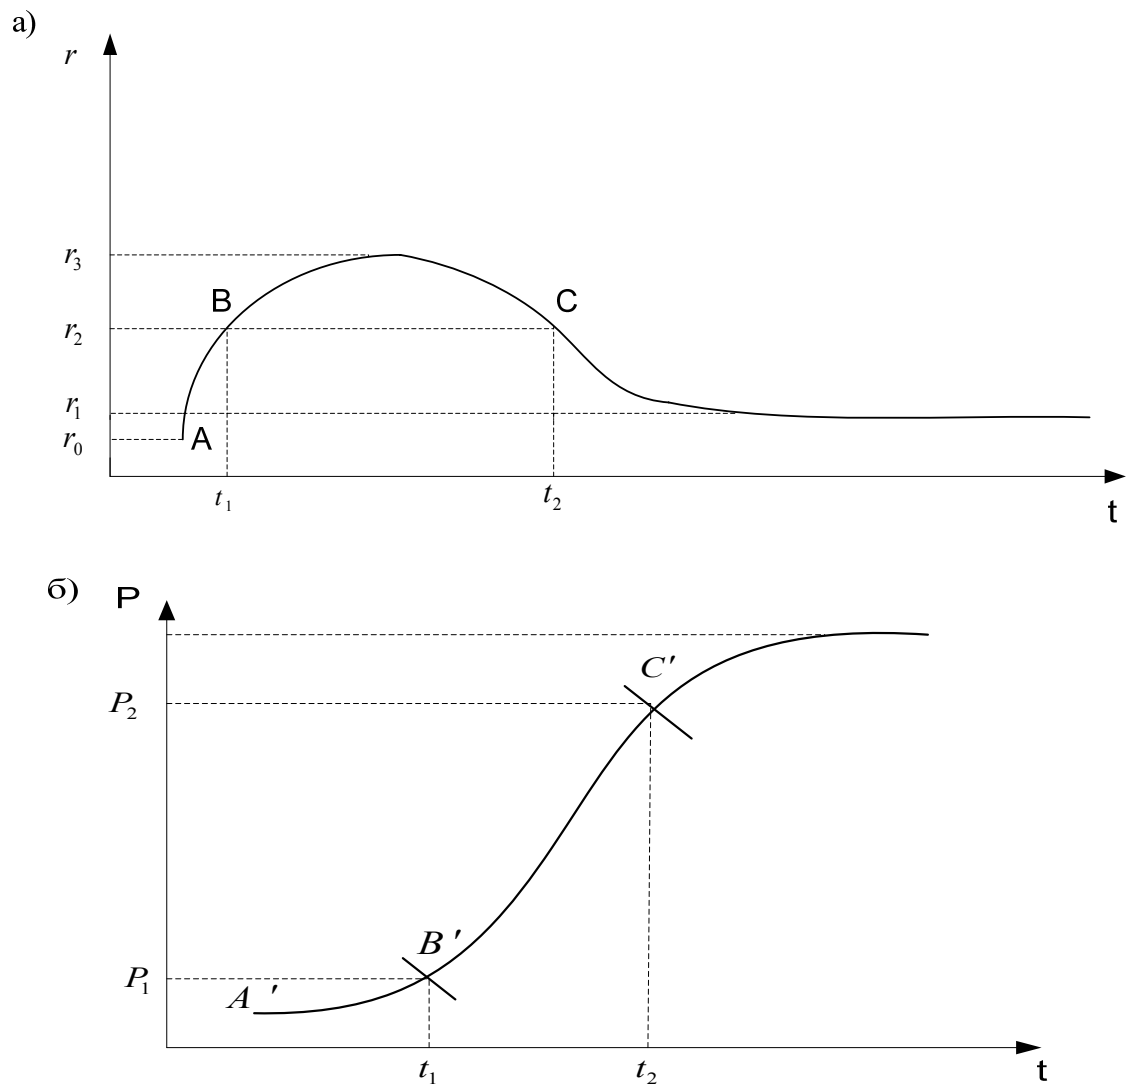 а)
r
r₃
B
C
r₂
r₁
r₀
A
t₁
t₂
t
б)
P
C′
P₂
B′
P₁
A′
t₁
t₂
t